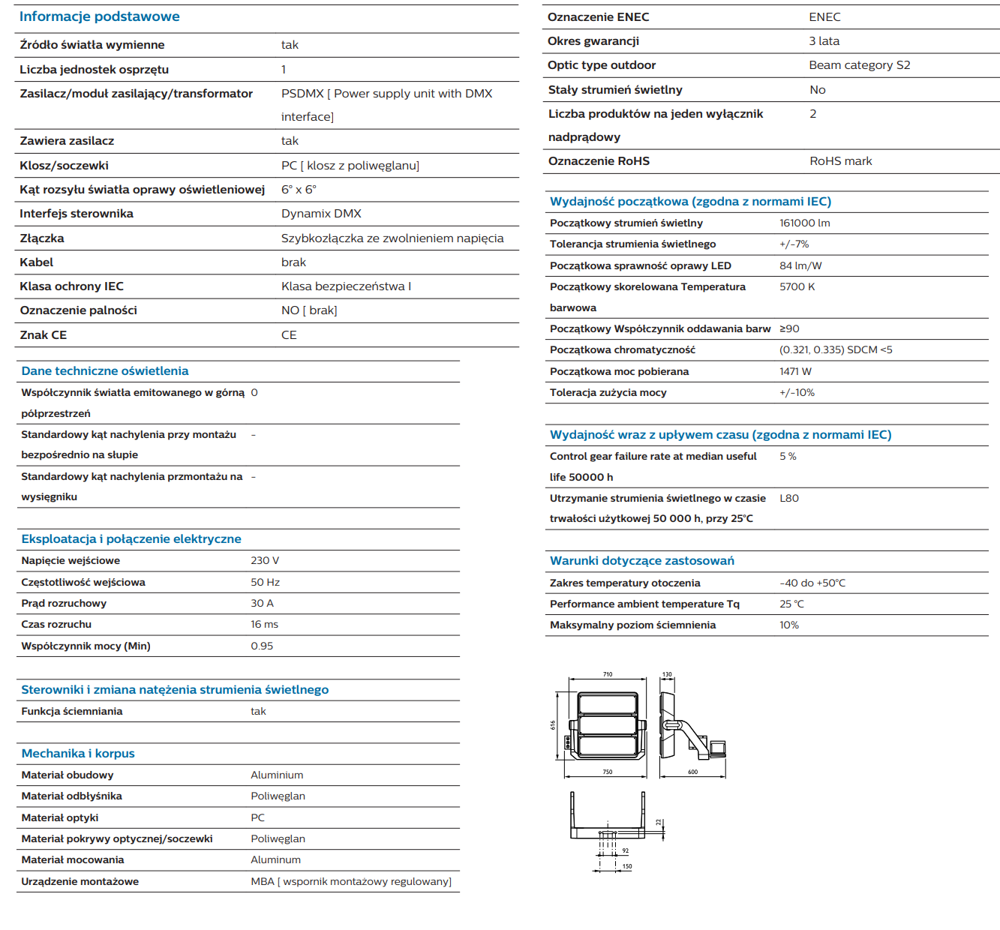 Informacje podstawowe
Źródło światła wymienne tak
Liczba jednostek osprzętu 1
Zasilacz/moduł zasilający/transformator PSDMX [ Power supply unit with DMX
interface]
Zawiera zasilacz tak
Klosz/soczewki PC [ klosz z poliwęglanu]
Kąt rozsyłu światła oprawy oświetleniowej 6° x 6°
Interfejs sterownika Dynamix DMX
Złączka Szybkozłączka ze zwolnieniem napięcia
Kabel brak
Klasa ochrony IEC Klasa bezpieczeństwa I
Oznaczenie palności NO [ brak]
Znak CE CE
Dane techniczne oświetlenia
Współczynnik światła emitowanego w górną 0
półprzestrzeń
Standardowy kąt nachylenia przy montażu -
bezpośrednio na słupie
Standardowy kąt nachylenia przmontażu na -
wysięgniku
Eksploatacja i połączenie elektryczne
Napięcie wejściowe 230 V
Częstotliwość wejściowa 50 Hz
Prąd rozruchowy 30 A
Czas rozruchu 16 ms
Współczynnik mocy (Min) 0.95
Sterowniki i zmiana natężenia strumienia świetlnego
Funkcja ściemniania tak
Mechanika i korpus
Materiał obudowy Aluminium
Materiał odbłyśnika Poliwęglan
Materiał optyki PC
Materiał pokrywy optycznej/soczewki Poliwęglan
Materiał mocowania Aluminum
Urządzenie montażowe MBA [ wspornik montażowy regulowany]
Oznaczenie ENEC ENEC
Okres gwarancji 3 lata
Optic type outdoor Beam category S2
Stały strumień świetlny No
Liczba produktów na jeden wyłącznik 2
nadprądowy
Oznaczenie RoHS RoHS mark
Wydajność początkowa (zgodna z normami IEC)
Początkowy strumień świetlny 161000 lm
Tolerancja strumienia świetlnego +/-7%
Początkowa sprawność oprawy LED 84 lm/W
Początkowy skorelowana Temperatura 5700 K
barwowa
Początkowy Współczynnik oddawania barw ≥90
Początkowa chromatyczność (0.321, 0.335) SDCM <5
Początkowa moc pobierana 1471 W
Toleracja zużycia mocy +/-10%
Wydajność wraz z upływem czasu (zgodna z normami IEC)
Control gear failure rate at median useful 5 %
life 50000 h
Utrzymanie strumienia świetlnego w czasie L80
trwałości użytkowej 50 000 h, przy 25°C
Warunki dotyczące zastosowań
Zakres temperatury otoczenia -40 do +50°C
Performance ambient temperature Tq 25 °C
Maksymalny poziom ściemnienia 10%
710 130
616
750 600
22
92
150